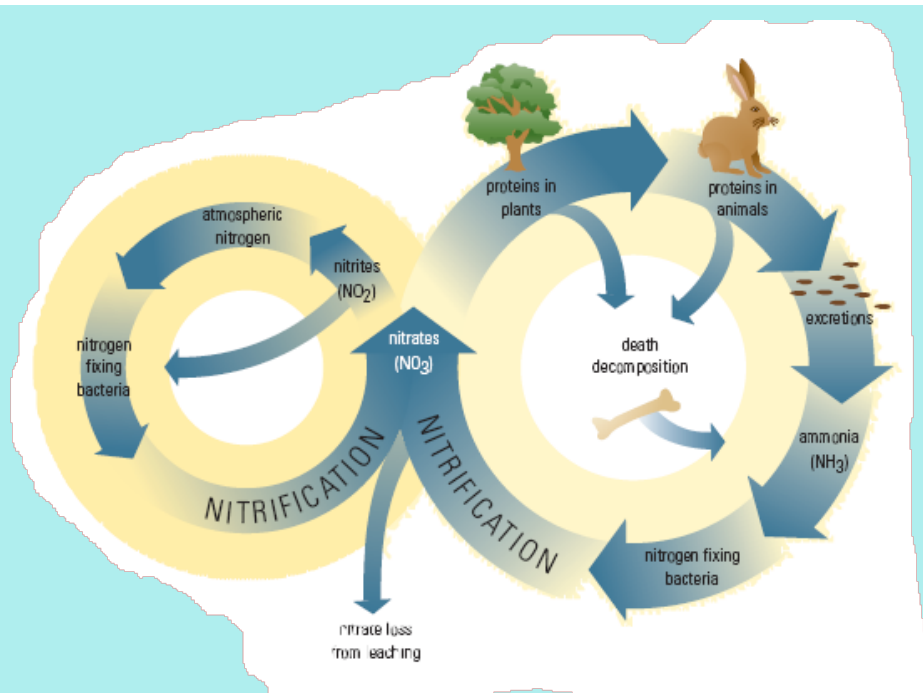 proteins in
plants
proteins in
animals
atmospheric
nitrogen
nitrites
(NO2)
excretions
nitrates
(NO3)
nitrogen
fixing
bacteria
death
decomposition
ammonia
(NH3)
NITRIFICATION
NITRIFICATION
nitrogen fixing
bacteria
nitrate loss
from leaching